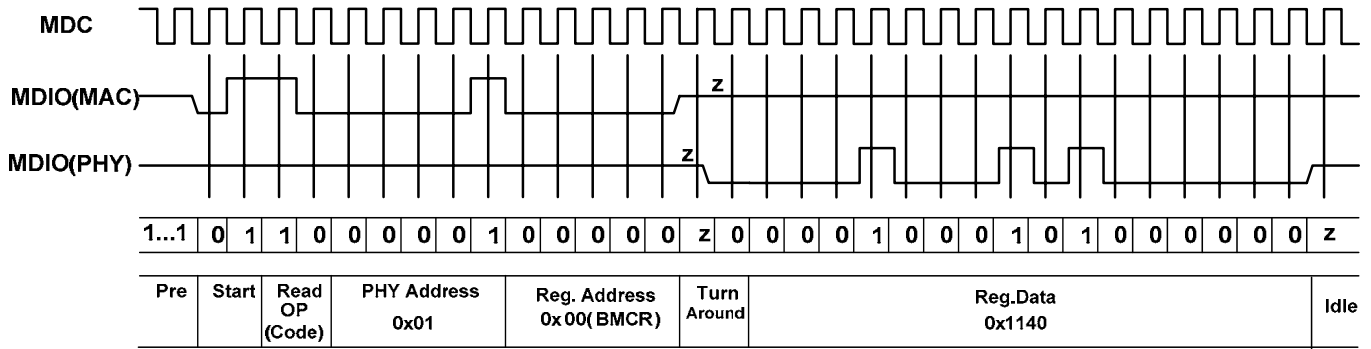 MDC
MDIO(MAC)
z
MDIO(PHY)
z
1...1 0 1 1 0 0 0 0 0 1 0 0 0 0 0 z 0 0 0 0 1 0 0 0 1 0 1 0 0 0 0 0 0 z
Pre
Start
Read
OP
(Code)
PHY Address
0x01
Reg. Address
0x00(BMCR)
Turn
Around
Reg.Data
0x1140
Idle